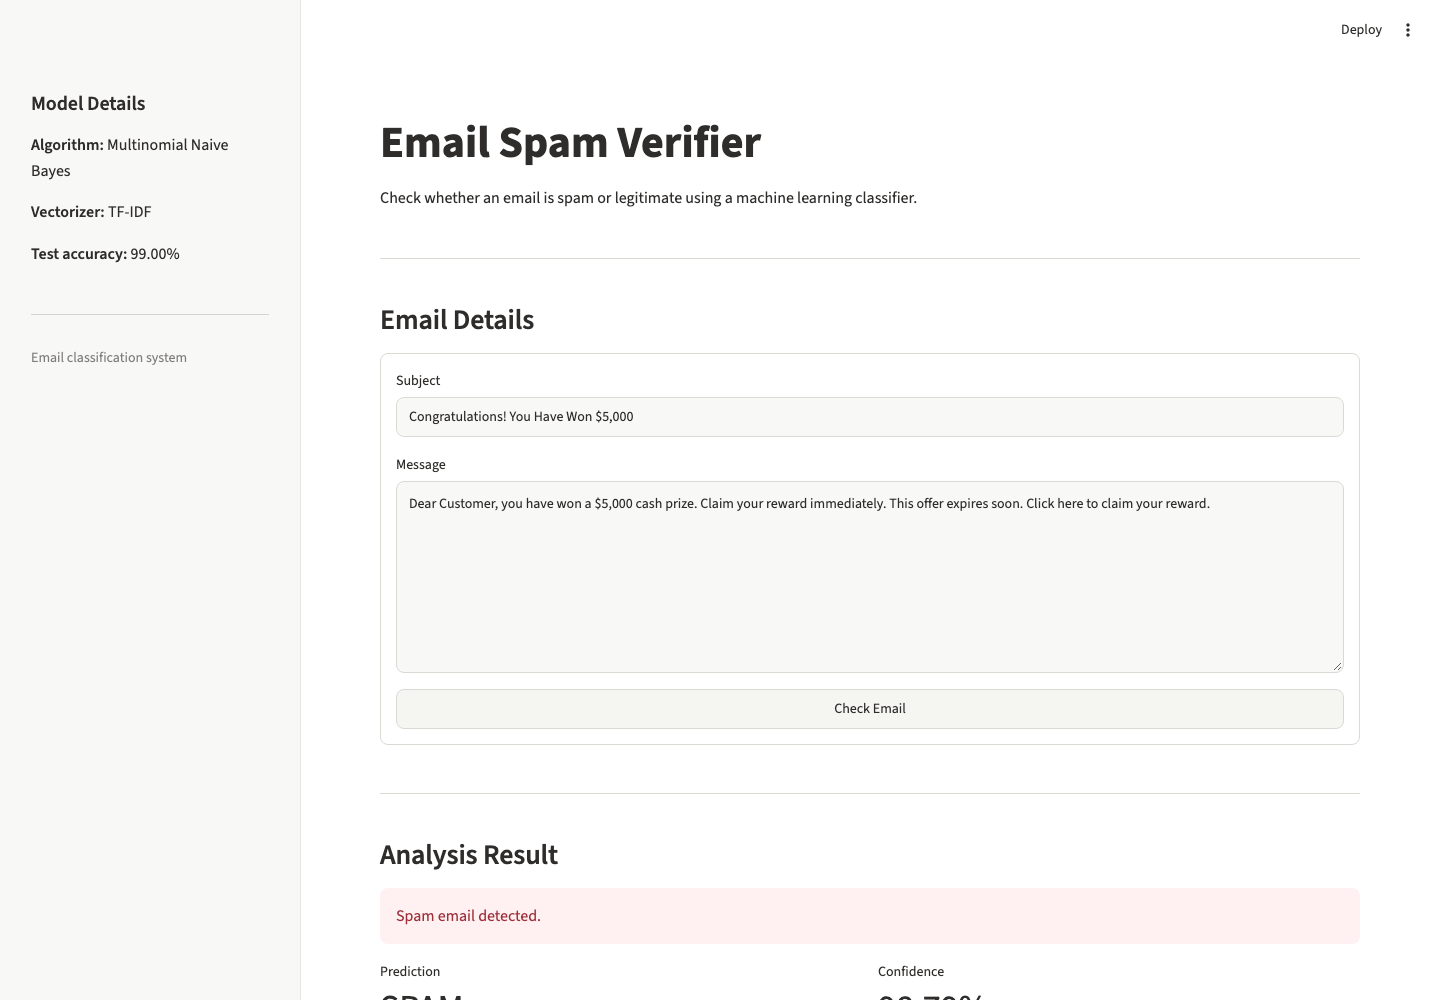 Deploy
Model Details
Algorithm: Multinomial Naive
Bayes
Vectorizer: TF-IDF
Test accuracy: 99.00%
Email classification system
Email Spam Verifier
Check whether an email is spam or legitimate using a machine learning classifier.
Email Details
Subject
Congratulations! You Have Won $5,000
Message
Dear Customer, you have won a $5,000 cash prize. Claim your reward immediately. This offer expires soon. Click here to claim your reward.
Check Email
Analysis Result
Spam email detected.
Prediction
Confidence
SPAM